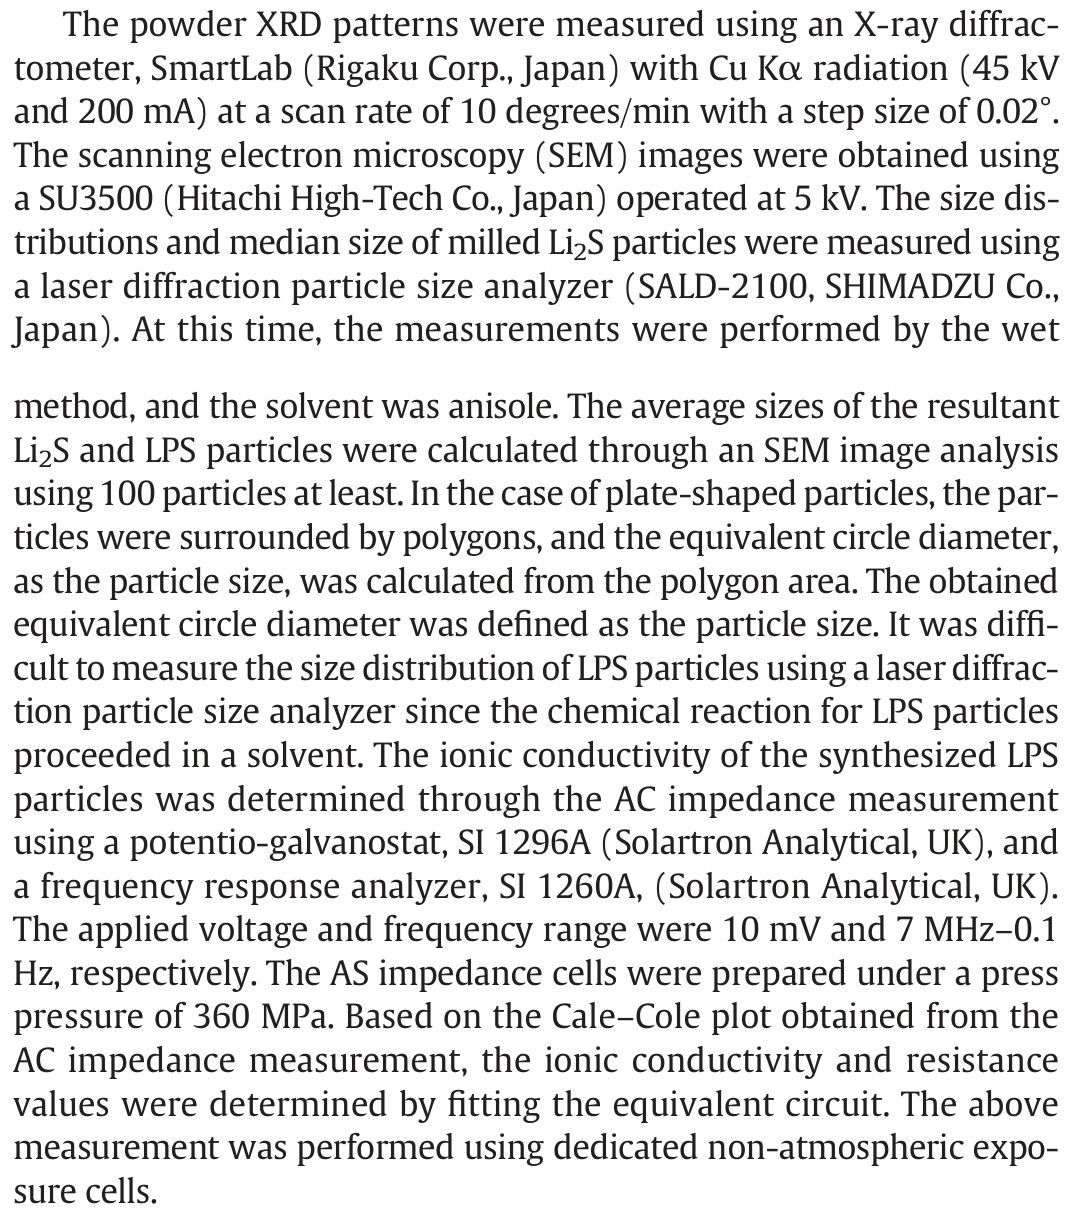 The powder XRD patterns were measured using an X-ray diffrac-
tometer, SmartLab (Rigaku Corp., Japan) with Cu Kα radiation (45 kV
and 200 mA) at a scan rate of 10 degrees/min with a step size of 0.02°.
The scanning electron microscopy (SEM) images were obtained using
a SU3500 (Hitachi High-Tech Co., Japan) operated at 5 kV. The size dis-
tributions and median size of milled Li₂S particles were measured using
a laser diffraction particle size analyzer (SALD-2100, SHIMADZU Co.,
Japan). At this time, the measurements were performed by the wet
method, and the solvent was anisole. The average sizes of the resultant
Li₂S and LPS particles were calculated through an SEM image analysis
using 100 particles at least. In the case of plate-shaped particles, the par-
ticles were surrounded by polygons, and the equivalent circle diameter,
as the particle size, was calculated from the polygon area. The obtained
equivalent circle diameter was defined as the particle size. It was diffi-
cult to measure the size distribution of LPS particles using a laser diffrac-
tion particle size analyzer since the chemical reaction for LPS particles
proceeded in a solvent. The ionic conductivity of the synthesized LPS
particles was determined through the AC impedance measurement
using a potentio-galvanostat, SI 1296A (Solartron Analytical, UK), and
a frequency response analyzer, SI 1260A, (Solartron Analytical, UK).
The applied voltage and frequency range were 10 mV and 7 MHz–0.1
Hz, respectively. The AS impedance cells were prepared under a press
pressure of 360 MPa. Based on the Cale–Cole plot obtained from the
AC impedance measurement, the ionic conductivity and resistance
values were determined by fitting the equivalent circuit. The above
measurement was performed using dedicated non-atmospheric expo-
sure cells.